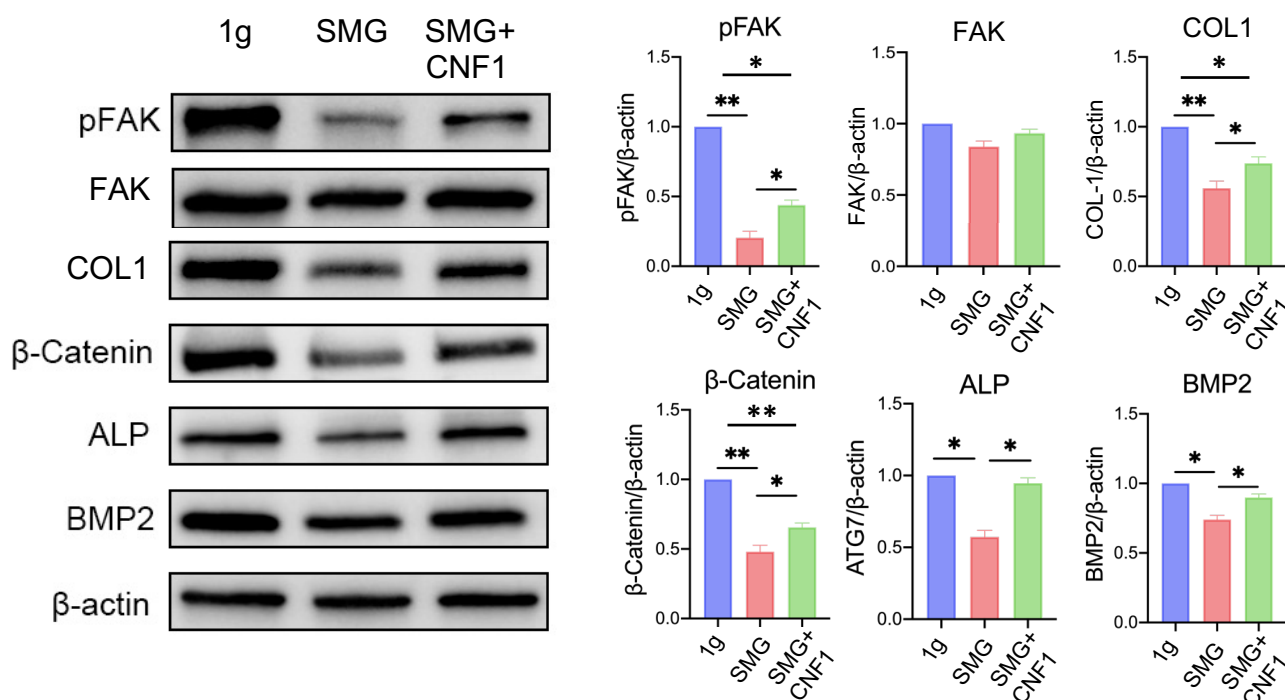 1g SMG SMG+
CNF1
pFAK
FAK
COL1
β-Catenin
ALP
BMP2
β-actin
pFAK
pFAK/β-actin
1.5
1.0
0.5
0.0
*
**
*
1g
SMG
SMG+
CNF1
FAK
FAK/β-actin
1.5
1.0
0.5
0.0
1g
SMG
SMG+
CNF1
COL1
COL-1/β-actin
1.5
1.0
0.5
0.0
*
**
*
1g
SMG
SMG+
CNF1
β-Catenin
β-Catenin/β-actin
1.5
1.0
0.5
0.0
**
**
*
1g
SMG
SMG+
CNF1
ALP
ATG7/β-actin
1.5
1.0
0.5
0.0
*
*
1g
SMG
SMG+
CNF1
BMP2
BMP2/β-actin
1.5
1.0
0.5
0.0
*
*
1g
SMG
SMG+
CNF1